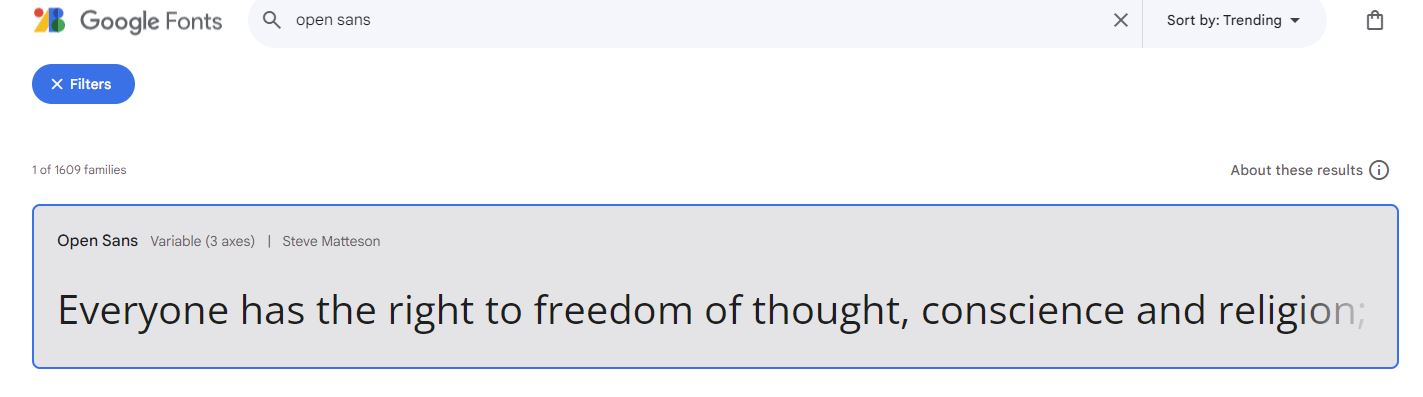 Google Fonts
open sans
Sort by: Trending
Filters
1 of 1609 families
About these results
Open Sans Variable (3 axes) | Steve Matteson
Everyone has the right to freedom of thought, conscience and religion;